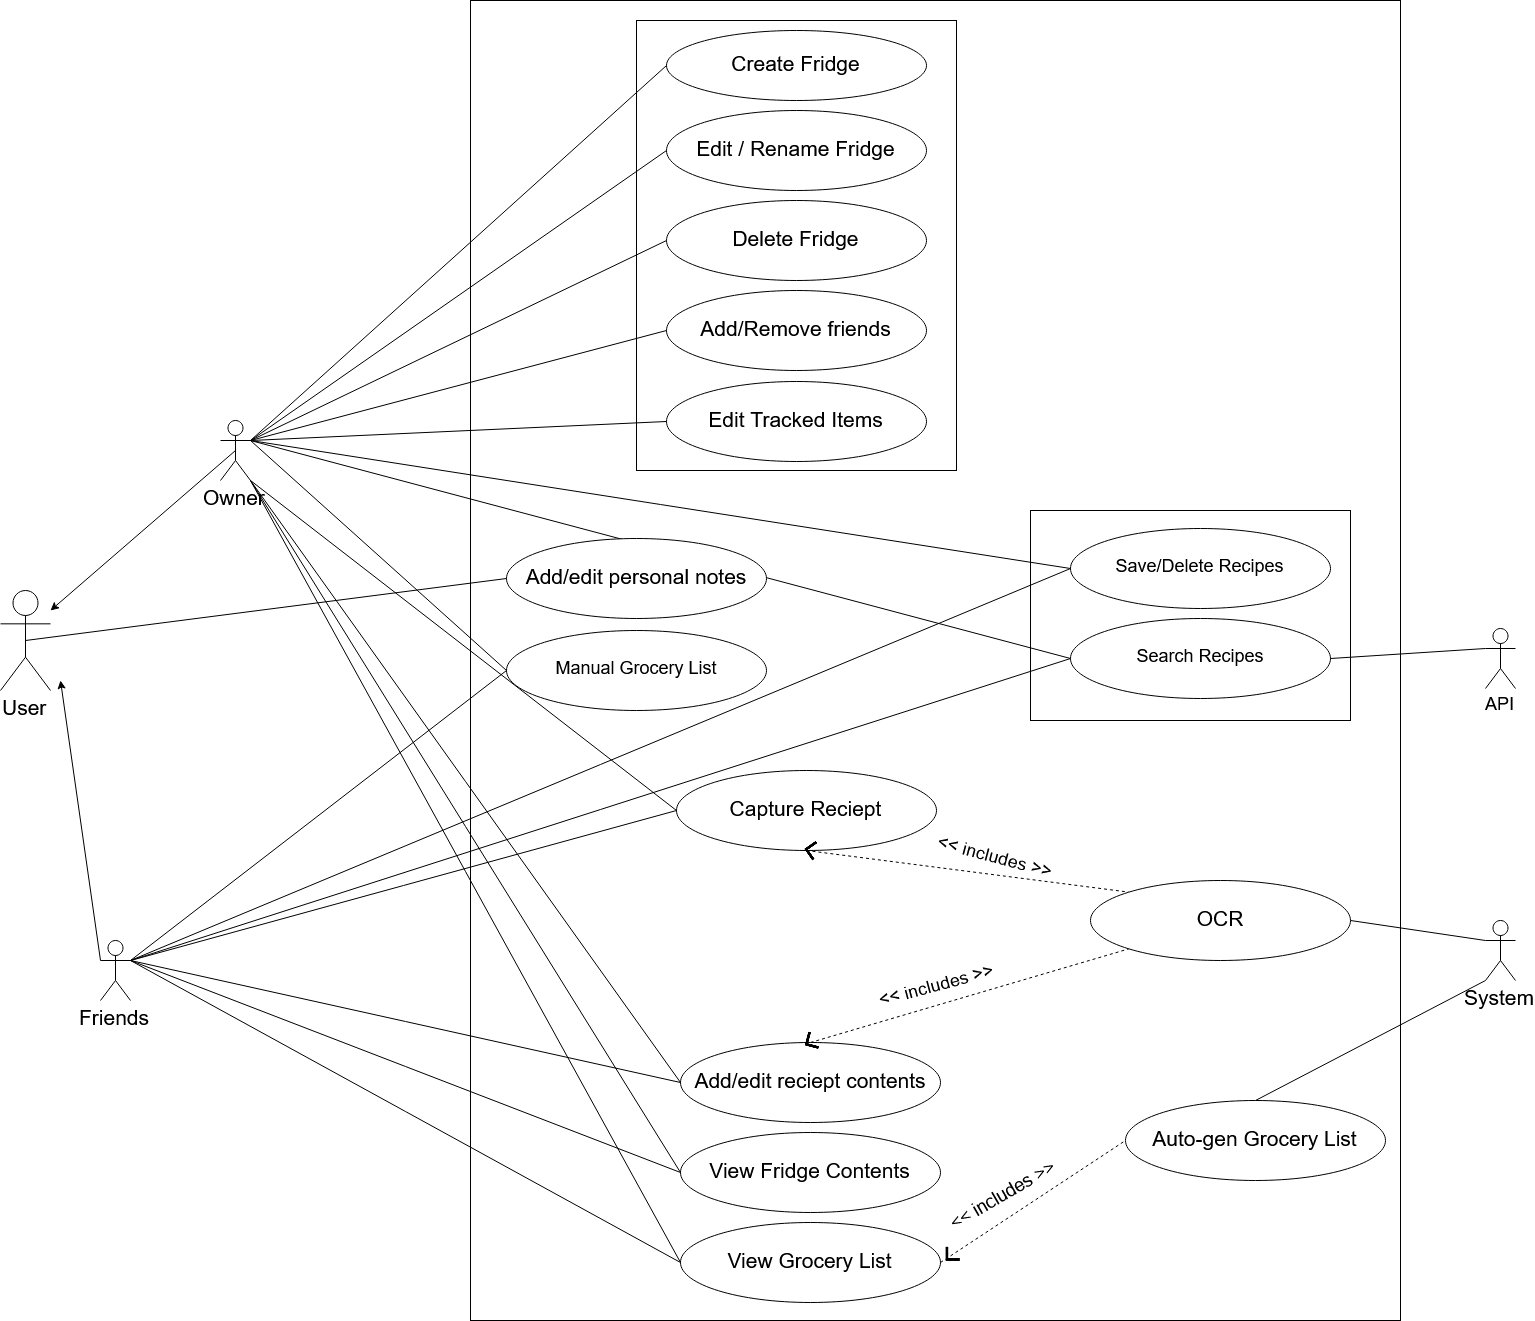 Create Fridge
Edit / Rename Fridge
Delete Fridge
Add/Remove friends
Edit Tracked Items
Owner
Add/edit personal notes
Save/Delete Recipes
Manual Grocery List
Search Recipes
User
API
Capture Reciept
<< includes >>
OCR
<< includes >>
System
Friends
Add/edit reciept contents
Auto-gen Grocery List
View Fridge Contents
<< includes >>
View Grocery List